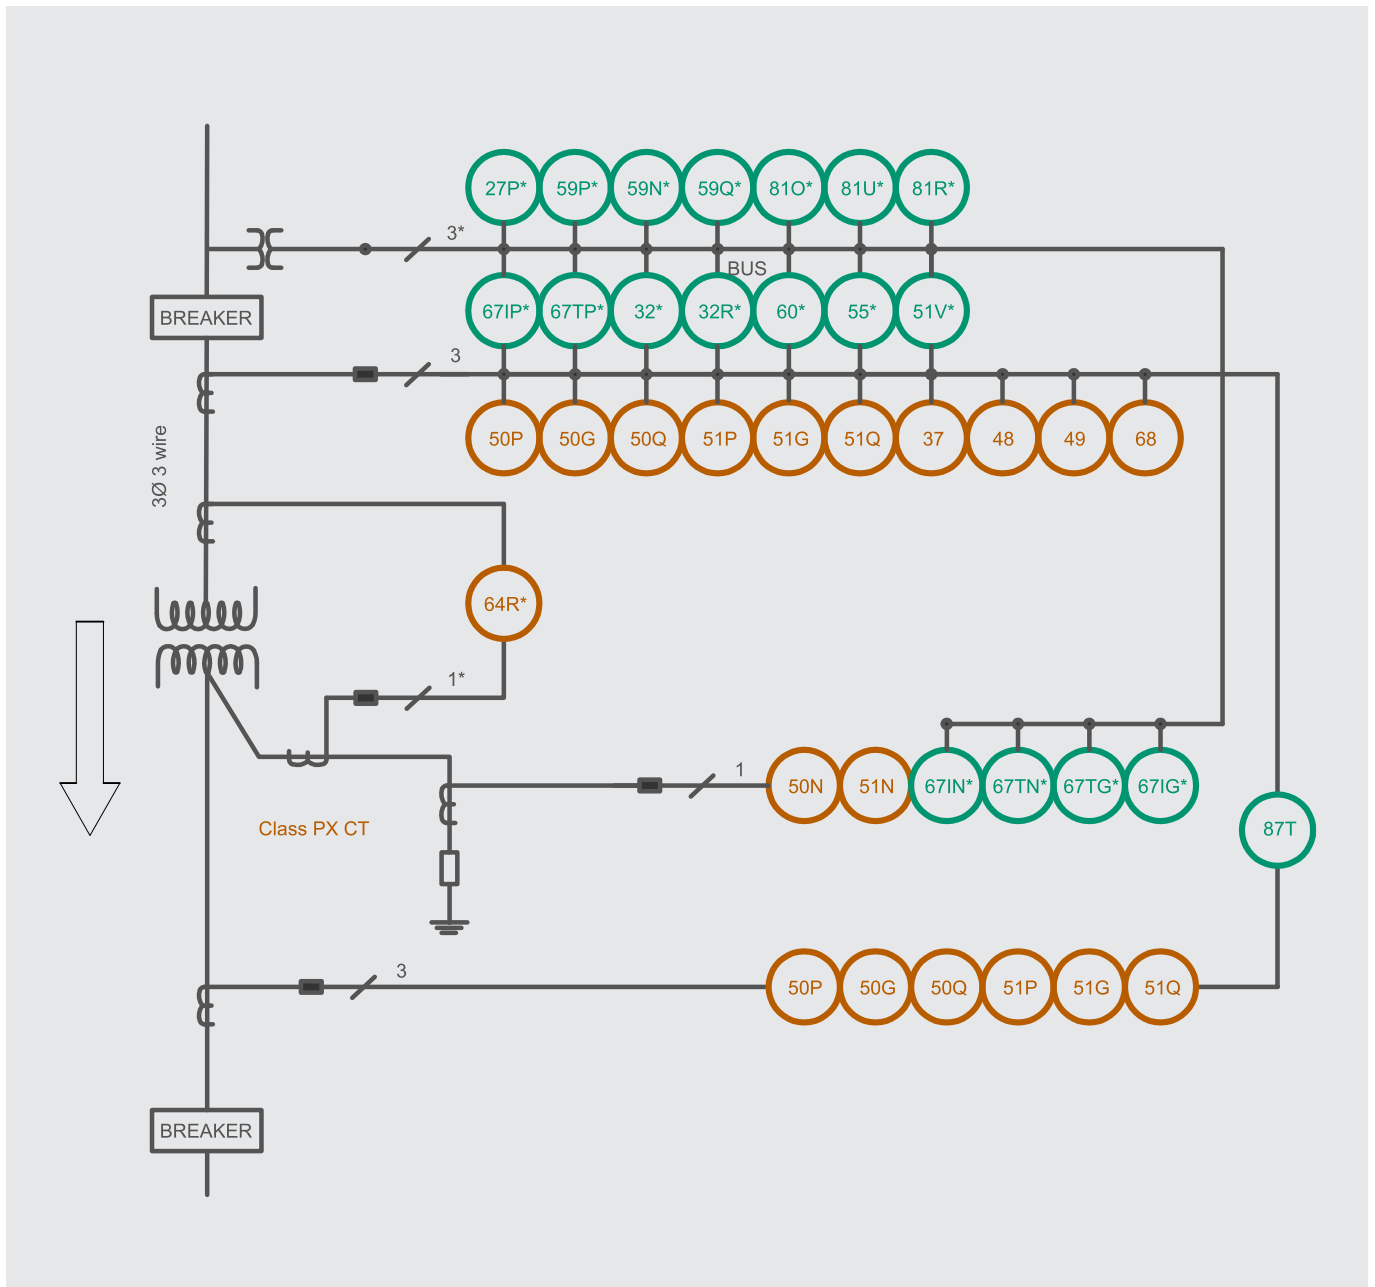 27P* 59P* 59N* 59Q* 81O* 81U* 81R*
3*
BUS
BREAKER
67IP* 67TP* 32* 32R* 60* 55* 51V*
3
50P 50G 50Q 51P 51G 51Q 37 48 49 68
3Ø 3 wire
64R*
1*
1
50N 51N 67IN* 67TN* 67TG* 67IG*
Class PX CT
87T
3
50P 50G 50Q 51P 51G 51Q
BREAKER